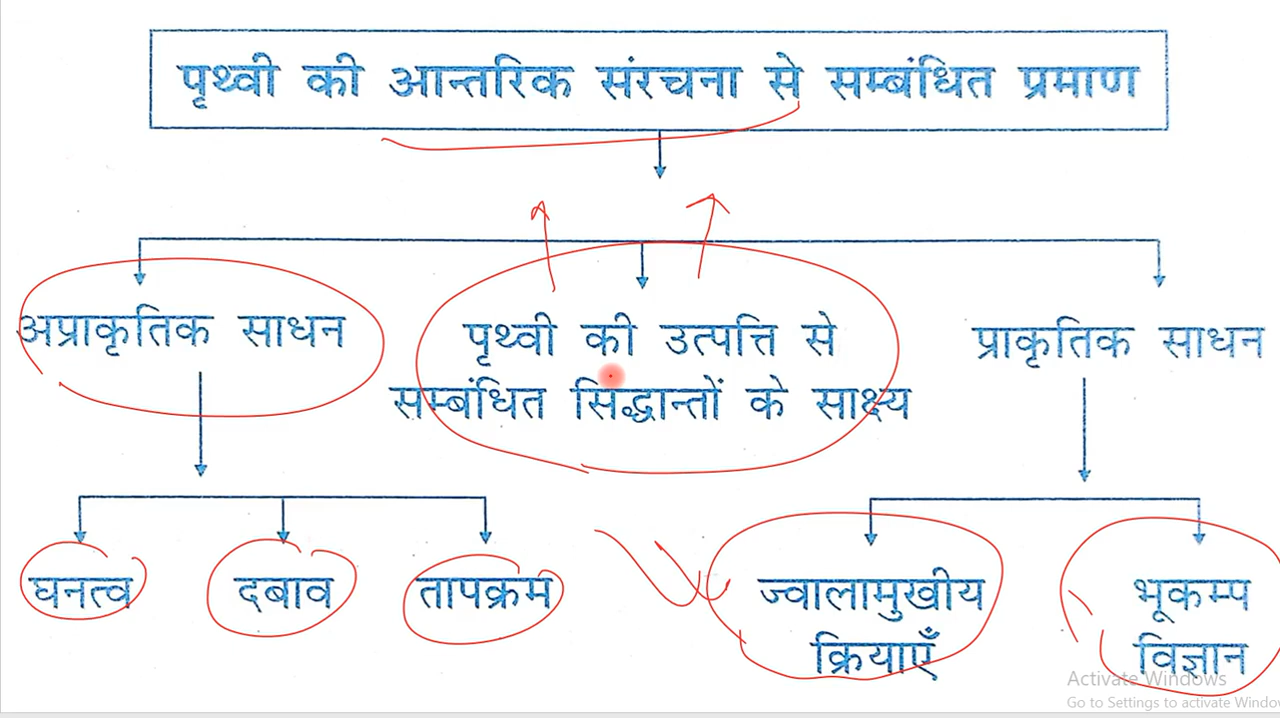 पृथ्वी की आन्तरिक संरचना से सम्बंधित प्रमाण
अप्राकृतिक साधन
पृथ्वी की उत्पत्ति से
सम्बंधित सिद्धान्तों के साक्ष्य
प्राकृतिक साधन
घनत्व
दबाव
तापक्रम
ज्वालामुखीय
क्रियाएँ
भूकम्प
विज्ञान
Activate Windows
Go to Settings to activate Windo